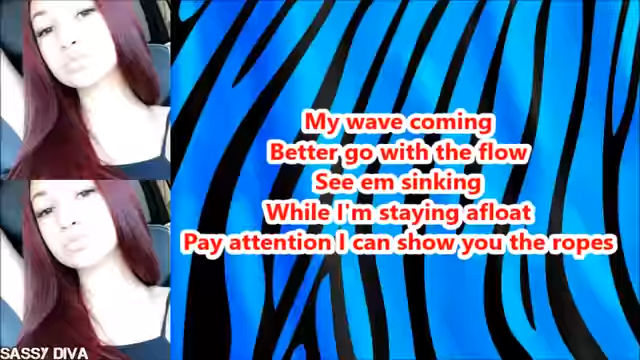 My wave coming
Better go with the flow
See em sinking
While I'm staying afloat
Pay attention I can show you the ropes
SASSY DIVA